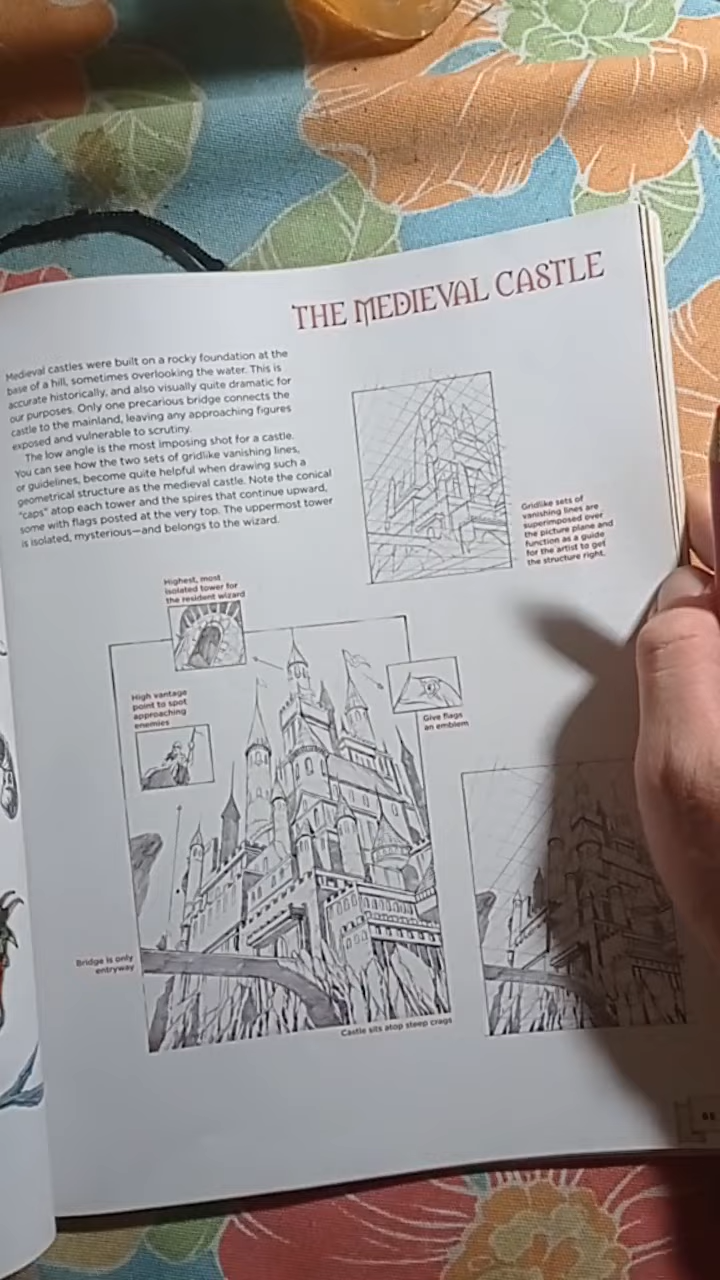 THE MEDIEVAL CASTLE
Medieval castles were built on a rocky foundation at the
base of a hill, sometimes overlooking the water. This is
accurate historically, and also visually quite dramatic for
our purposes. Only one precarious bridge connects the
castle to the mainland, leaving any approaching figures
exposed and vulnerable to scrutiny.
The low angle is the most imposing shot for a castle.
You can see how the two sets of gridlike vanishing lines,
or guidelines, become quite helpful when drawing such a
geometrical structure as the medieval castle. Note the conical
"caps" atop each tower and the spires that continue upward,
some with flags posted at the very top. The uppermost tower
is isolated, mysterious—and belongs to the wizard.
Gridlike sets of
vanishing lines are
superimposed over
the picture plane and
function as a guide
for the artist to get
the structure right.
Highest, most
isolated tower for
the resident wizard
High vantage
point to spot
approaching
enemies
Give flags
an emblem
Bridge is only
entryway
Castle sits atop steep crags